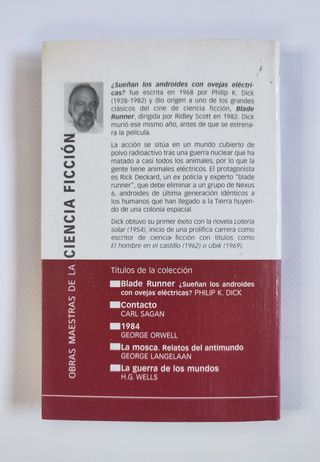 ¿Sueñan los androides con ovejas eléctri-
cas? fue escrita en 1968 por Philip K. Dick
(1928-1982) y dio origen a uno de los grandes
clásicos del cine de ciencia ficción, Blade
Runner, dirigida por Ridley Scott en 1982. Dick
murió ese mismo año, antes de que se estrena-
ra la película.
La acción se sitúa en un mundo cubierto de
polvo radioactivo tras una guerra nuclear que ha
matado a casi todos los animales, por lo que la
gente tiene animales eléctricos. El protagonista
es Rick Deckard, un ex policía y experto "blade
runner", que debe eliminar a un grupo de Nexus
6, androides de última generación idénticos a
los humanos que han llegado a la Tierra huyen-
do de una colonia espacial.
Dick obtuvo su primer éxito con la novela Lotería
solar (1954), inicio de una prolífica carrera como
escritor de ciencia ficción con títulos como
El hombre en el castillo (1962) o Ubik (1969).
OBRAS MAESTRAS DE LA CIENCIA FICCIÓN
Títulos de la colección
Blade Runner ¿Sueñan los androides
con ovejas eléctricas? PHILIP K. DICK
Contacto
CARL SAGAN
1984
GEORGE ORWELL
La mosca. Relatos del antimundo
GEORGE LANGELAAN
La guerra de los mundos
H.G. WELLS